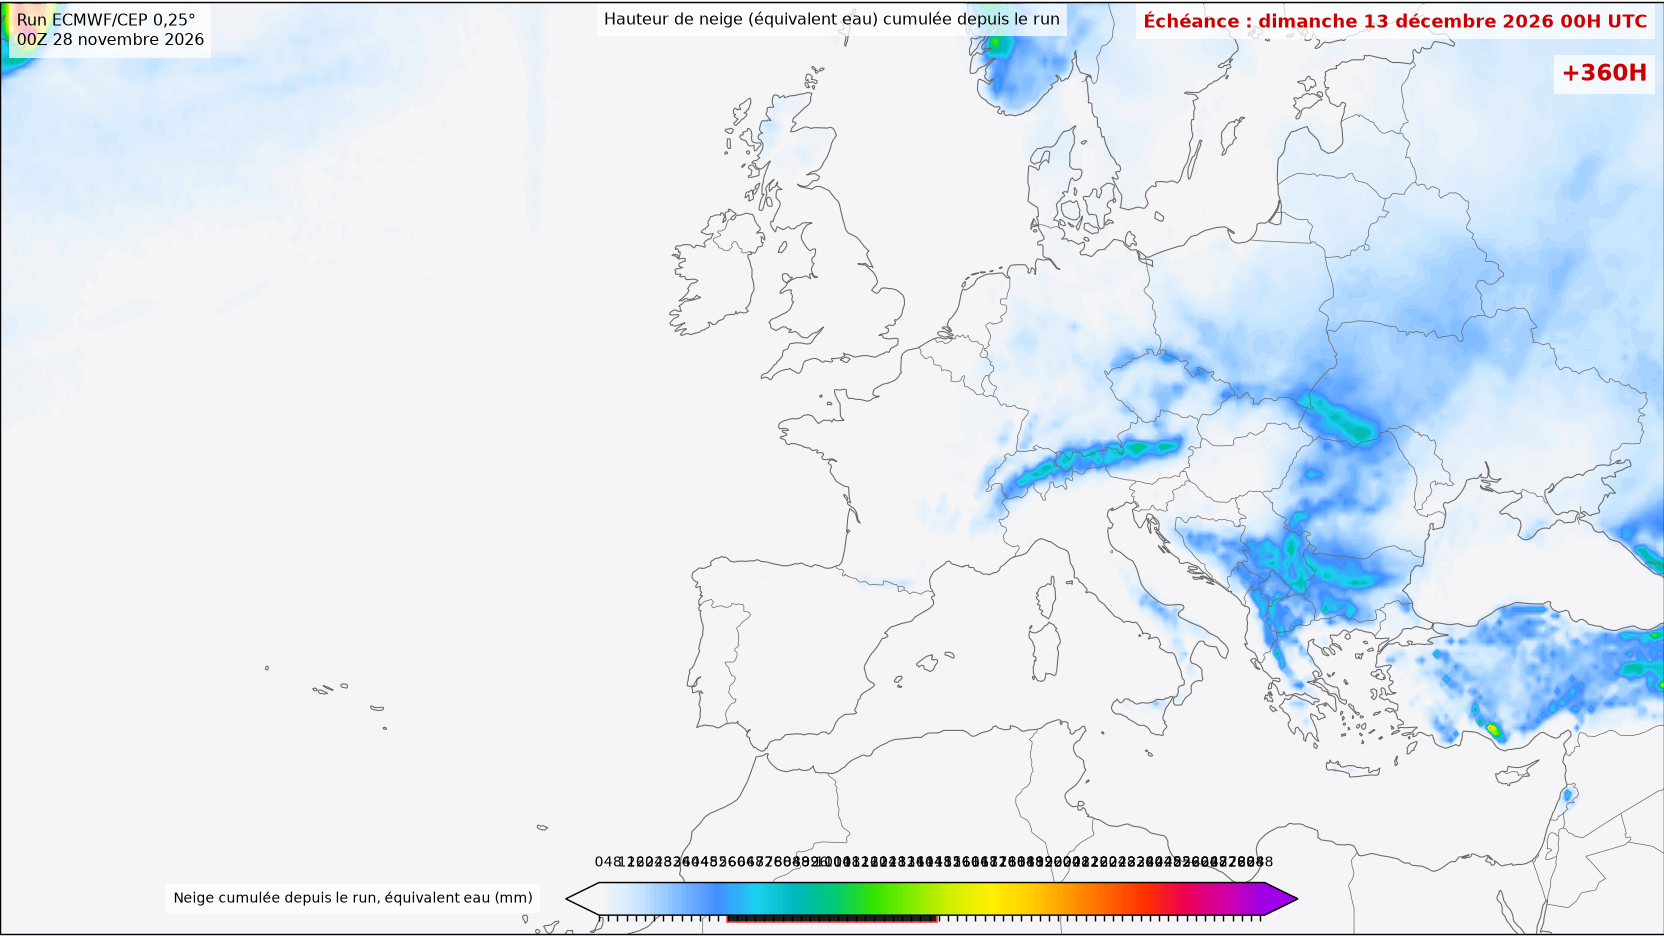 Run ECMWF/CEP 0,25°
00Z 28 novembre 2026
Hauteur de neige (équivalent eau) cumulée depuis le run
Échéance : dimanche 13 décembre 2026 00H UTC
+360H
Neige cumulée depuis le run, équivalent eau (mm)